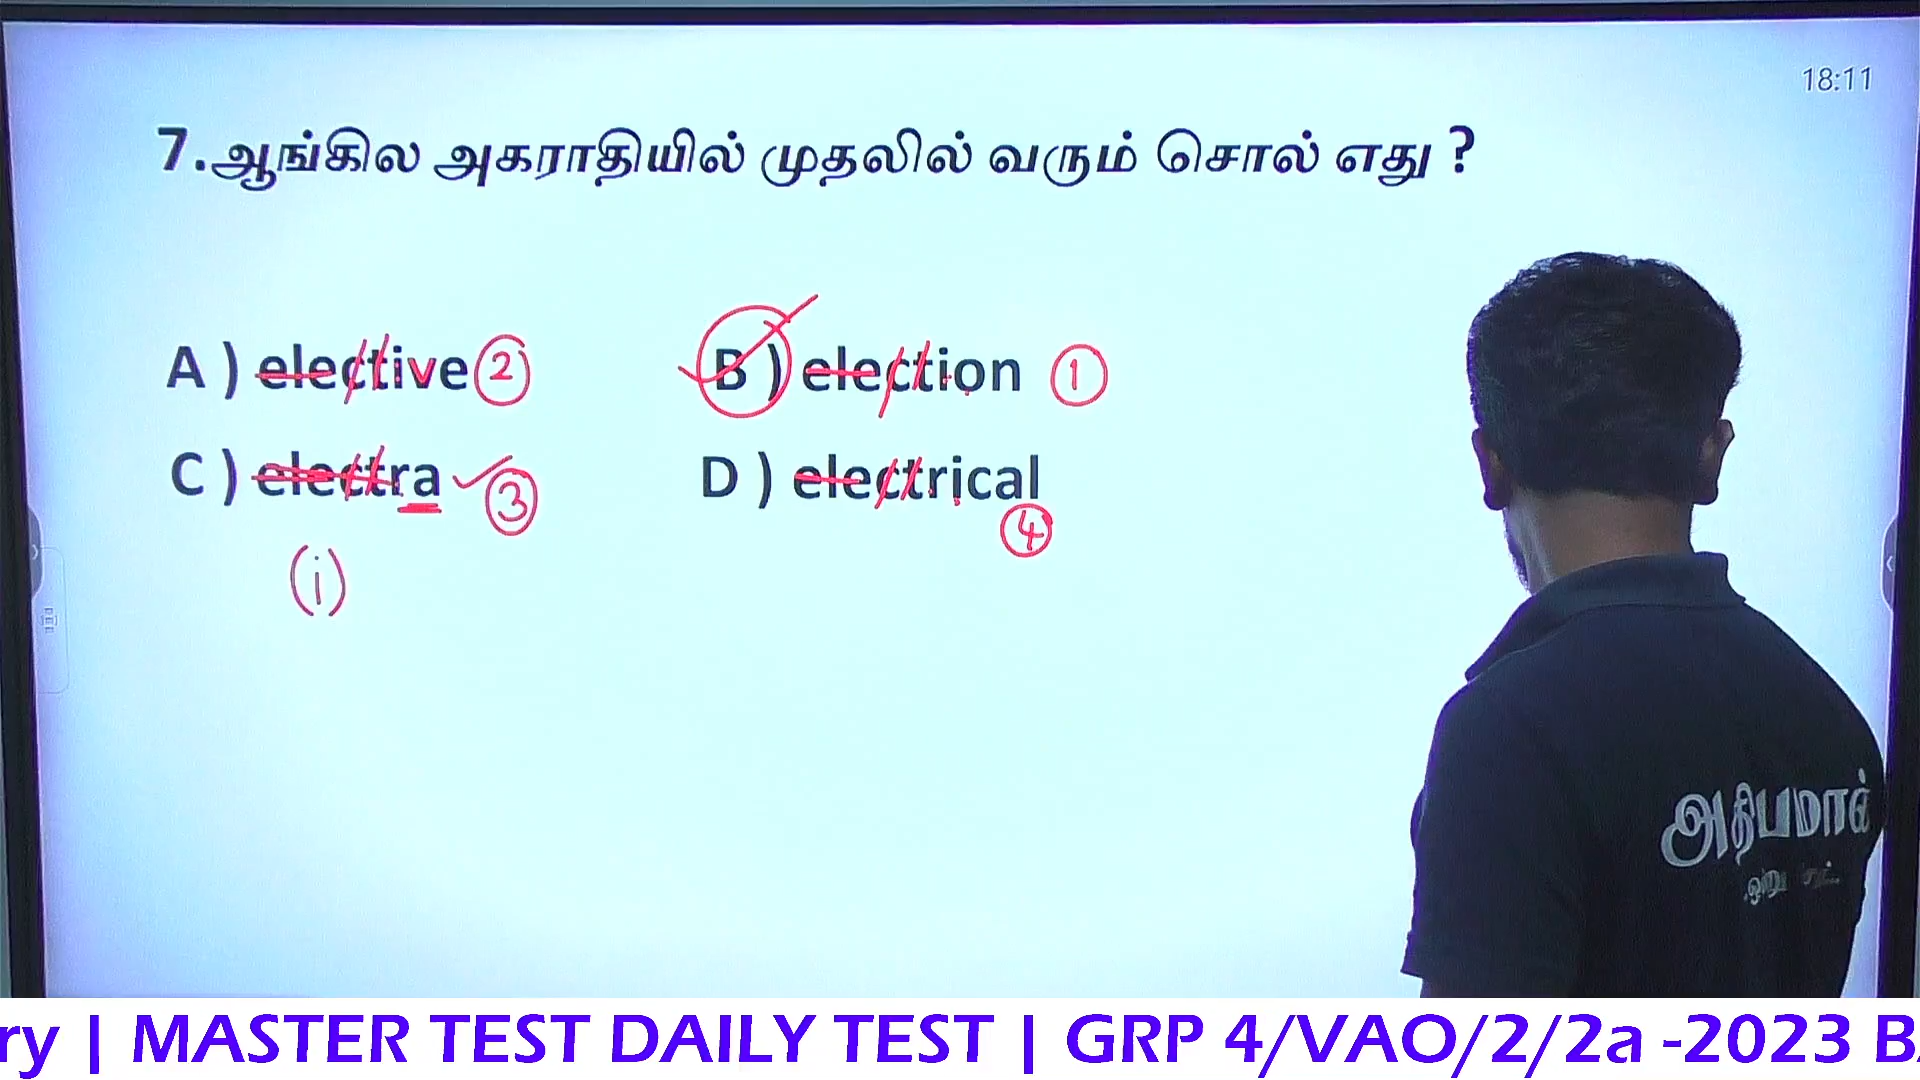 18:11
7.ஆங்கில அகராதியில் முதலில் வரும் சொல் எது ?
A ) elective 2
B ) election 1
C ) electra 3
D ) electrical 4
(i)
அதியமான்
ry | MASTER TEST DAILY TEST | GRP 4/VAO/2/2a -2023 B